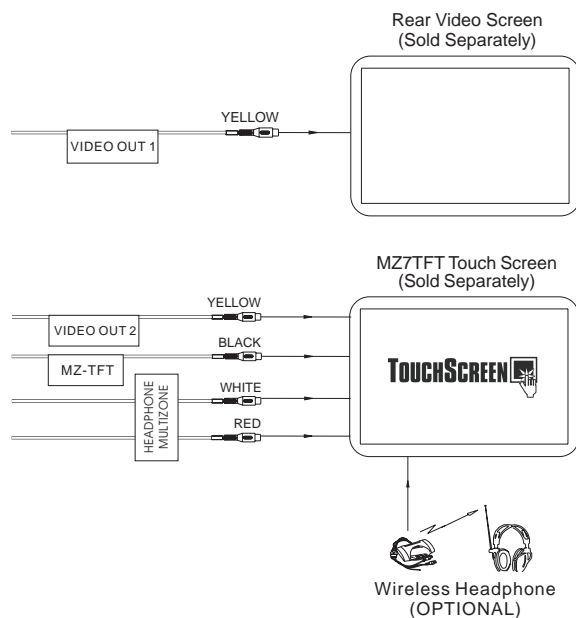 Rear Video Screen
(Sold Separately)
YELLOW
VIDEO OUT 1
MZ7TFT Touch Screen
(Sold Separately)
YELLOW
VIDEO OUT 2
BLACK
MZ-TFT
TOUCHSCREEN
WHITE
HEADPHONE
MULTIZONE
RED
Wireless Headphone
(OPTIONAL)